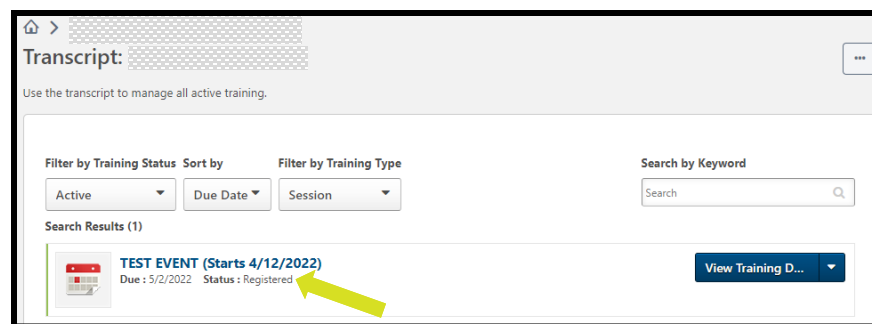 Transcript:
Use the transcript to manage all active training.
Filter by Training Status Sort by Filter by Training Type Search by Keyword
Active Due Date Session Search
Search Results (1)
TEST EVENT (Starts 4/12/2022)
Due : 5/2/2022 Status : Registered
View Training D...